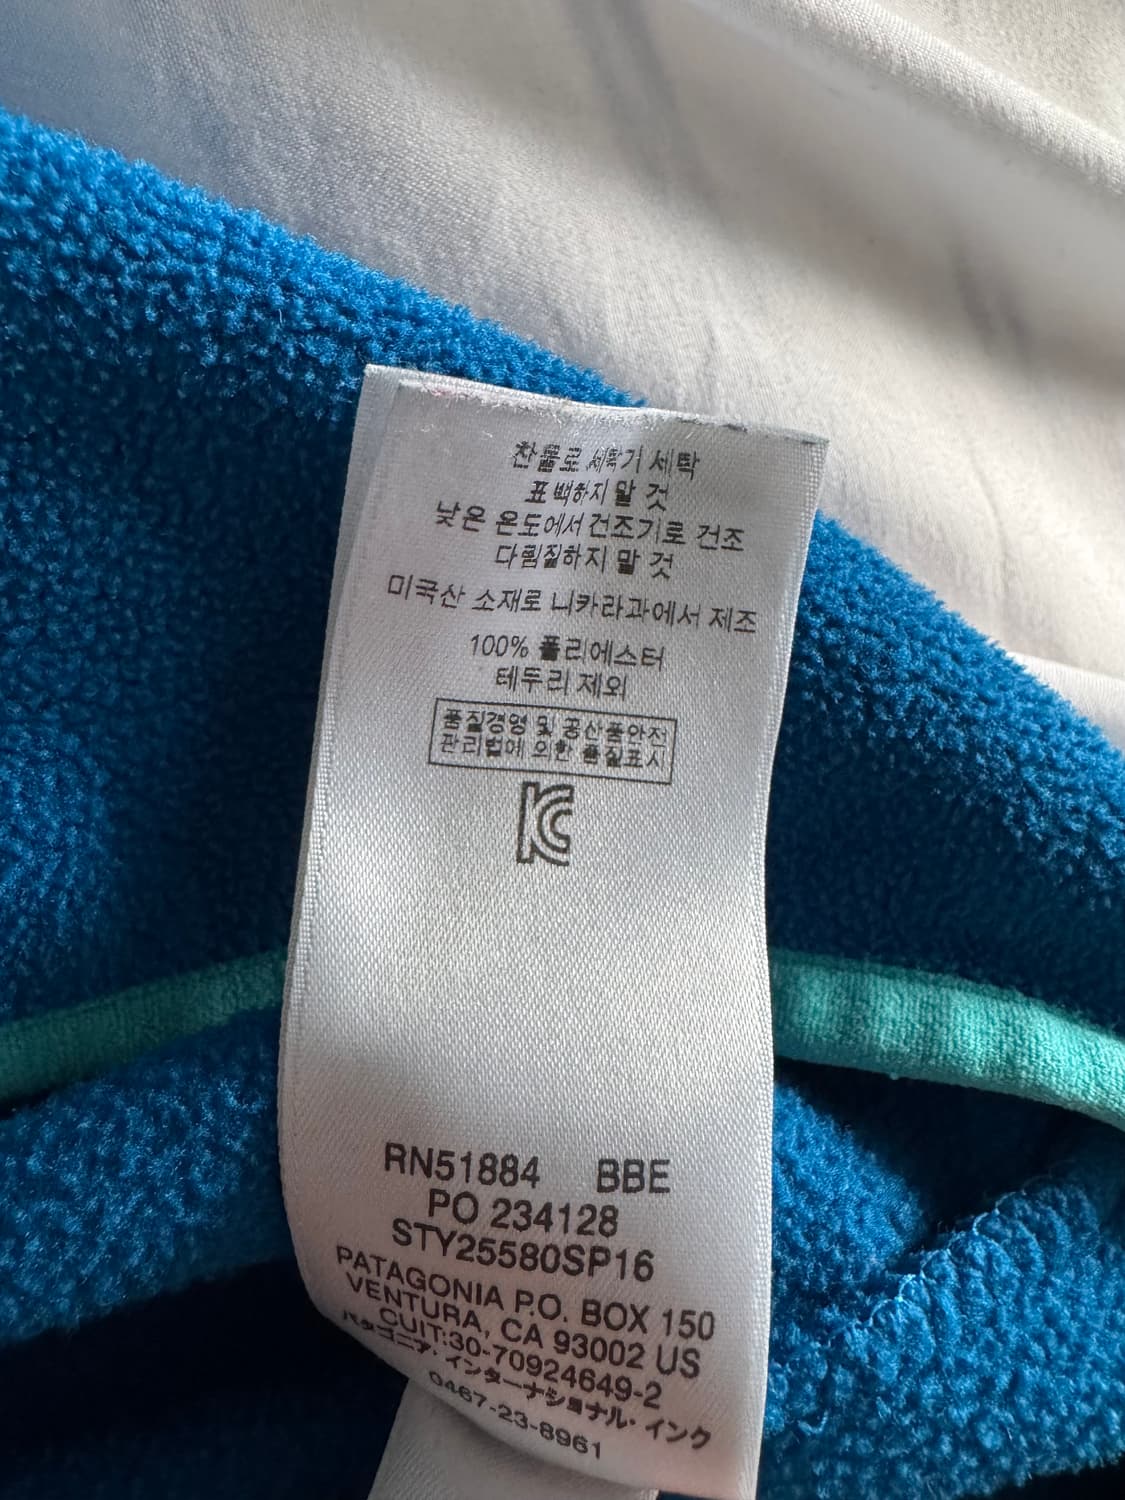 찬물로 세탁기 세탁
표백하지 말 것
낮은 온도에서 건조기로 건조
다림질하지 말 것
미국산 소재로 니카라과에서 제조
100% 폴리에스터
테두리 제외
품질경영 및 공산품안전
관리법에 의한 품질표시
KC
RN51884 BBE
PO 234128
STY25580SP16
PATAGONIA P.O. BOX 150
VENTURA, CA 93002 US
CUIT:30-70924649-2
パタゴニア・インターナショナル・インク
0467-23-8961